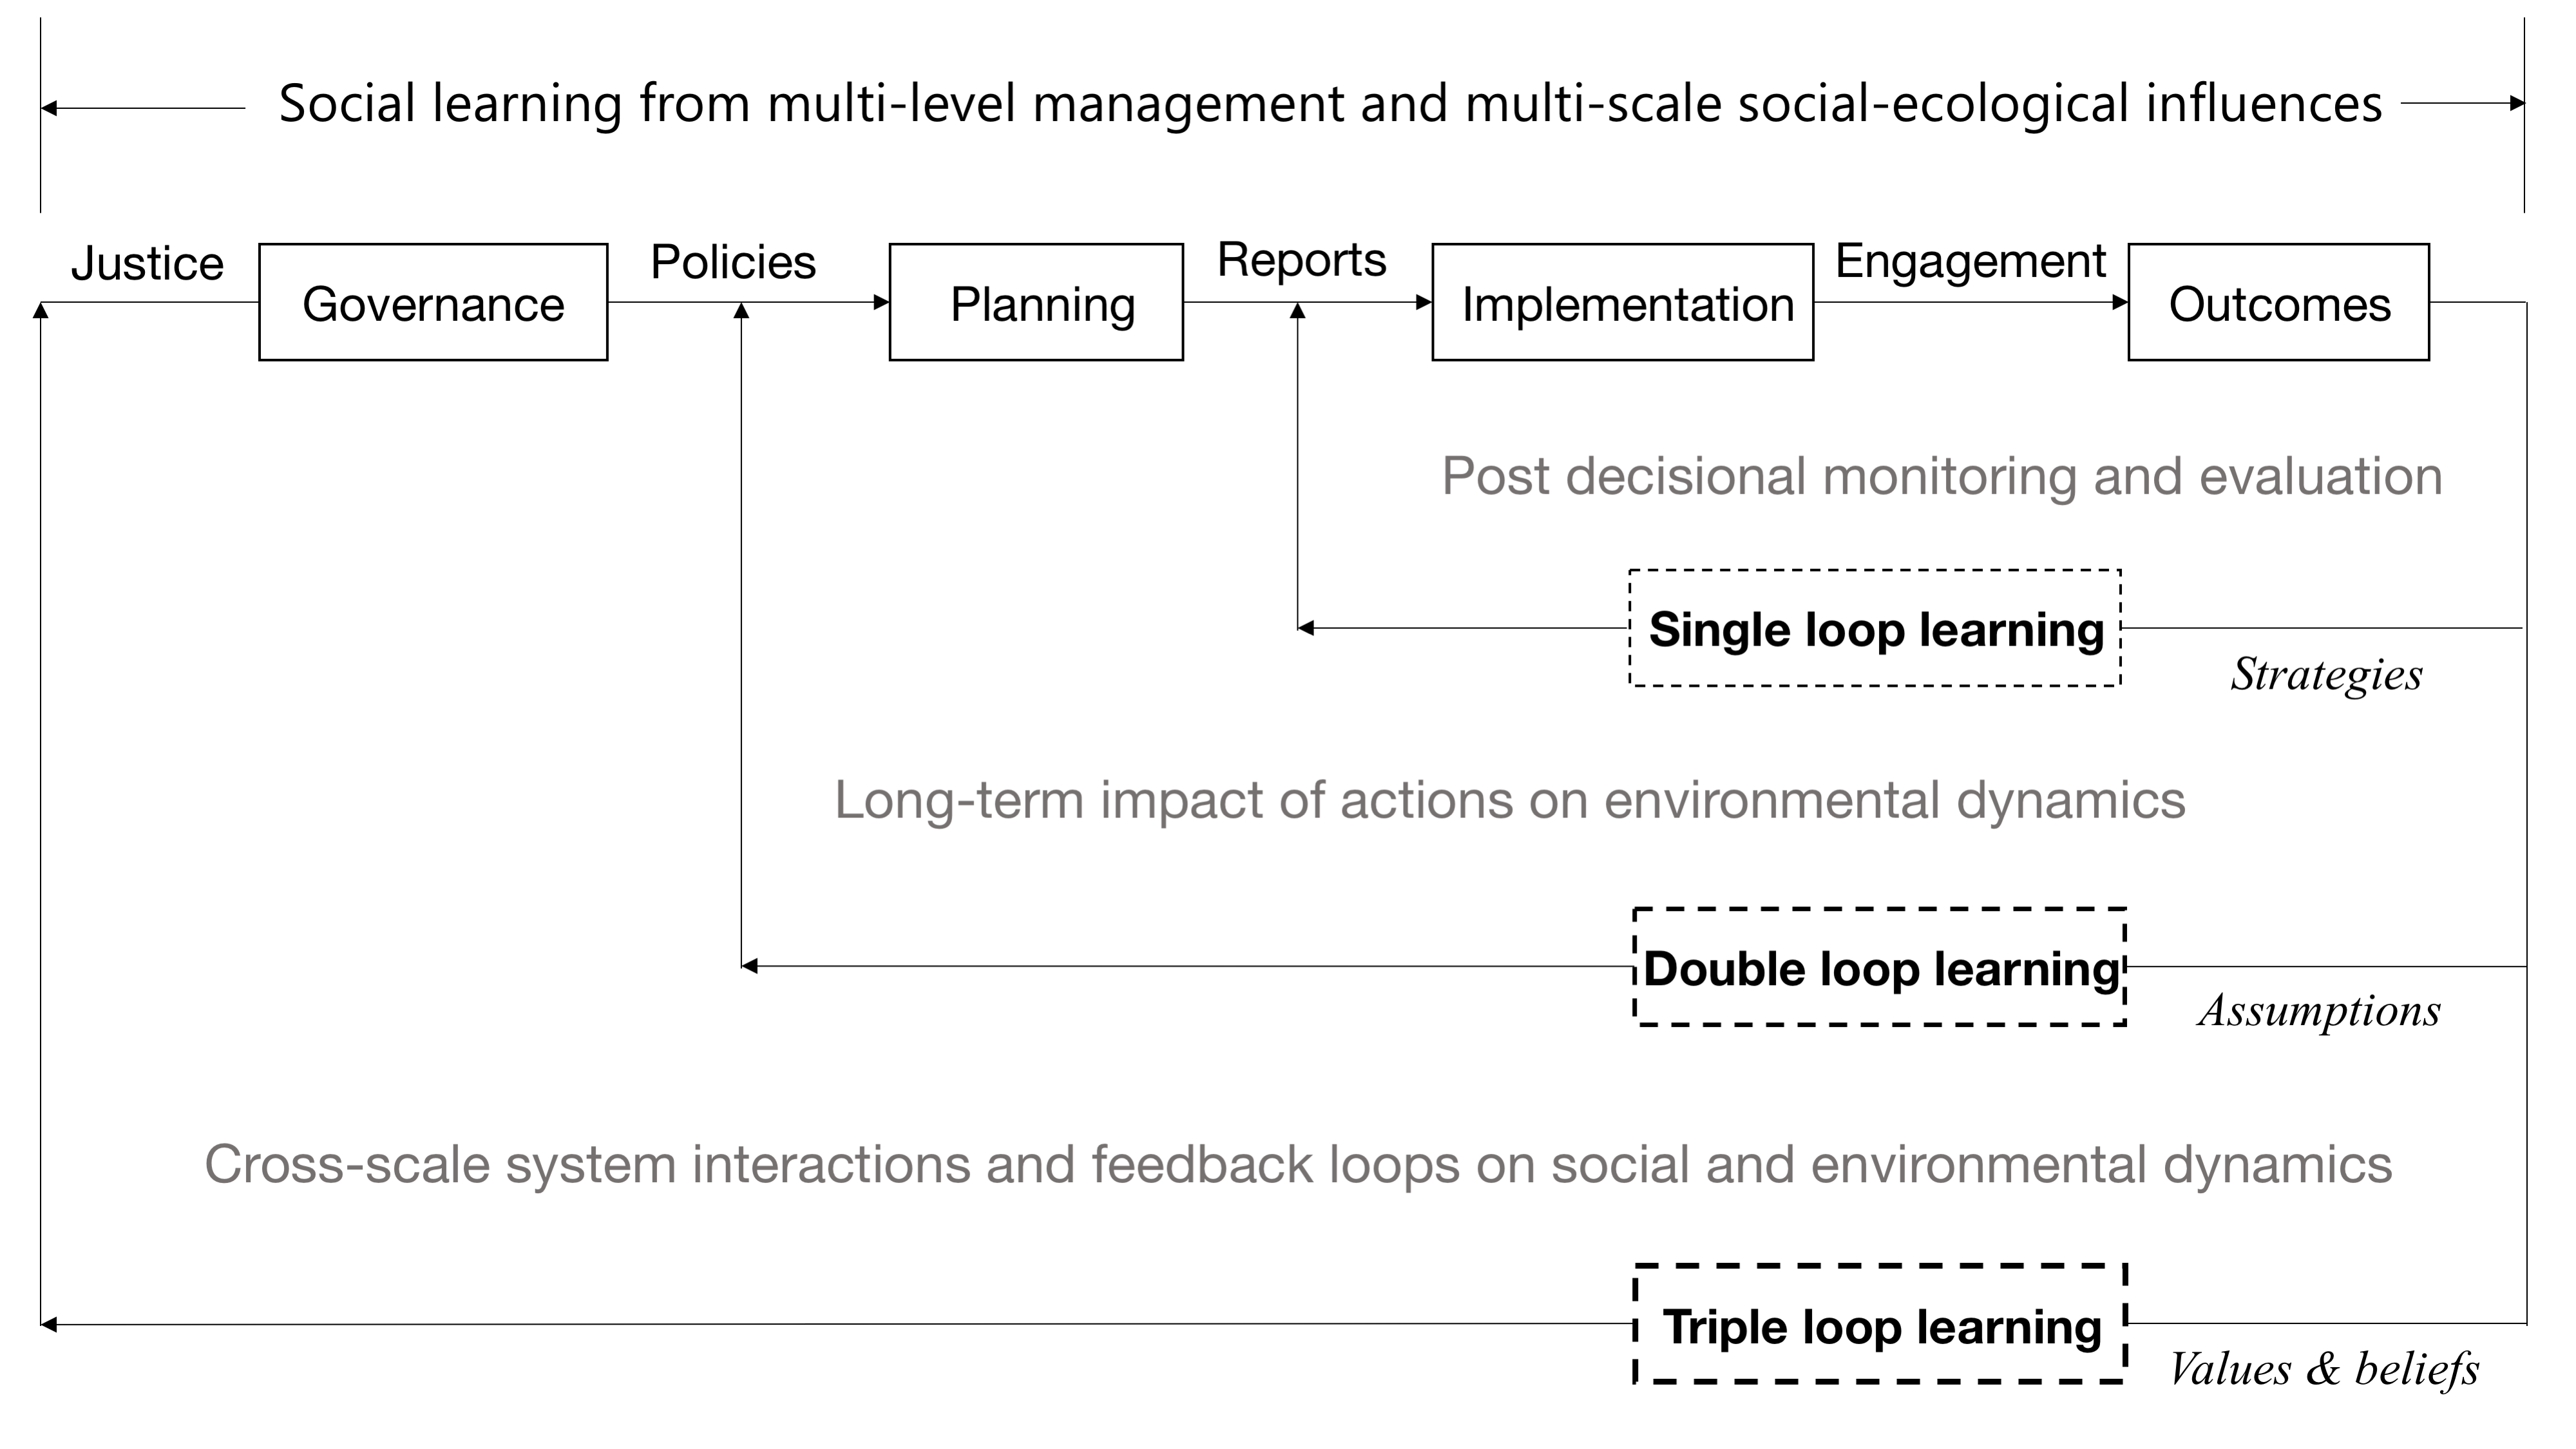 Social learning from multi-level management and multi-scale social-ecological influences
Justice
Governance
Policies
Planning
Reports
Implementation
Engagement
Outcomes
Post decisional monitoring and evaluation
Single loop learning
Strategies
Long-term impact of actions on environmental dynamics
Double loop learning
Assumptions
Cross-scale system interactions and feedback loops on social and environmental dynamics
Triple loop learning
Values & beliefs